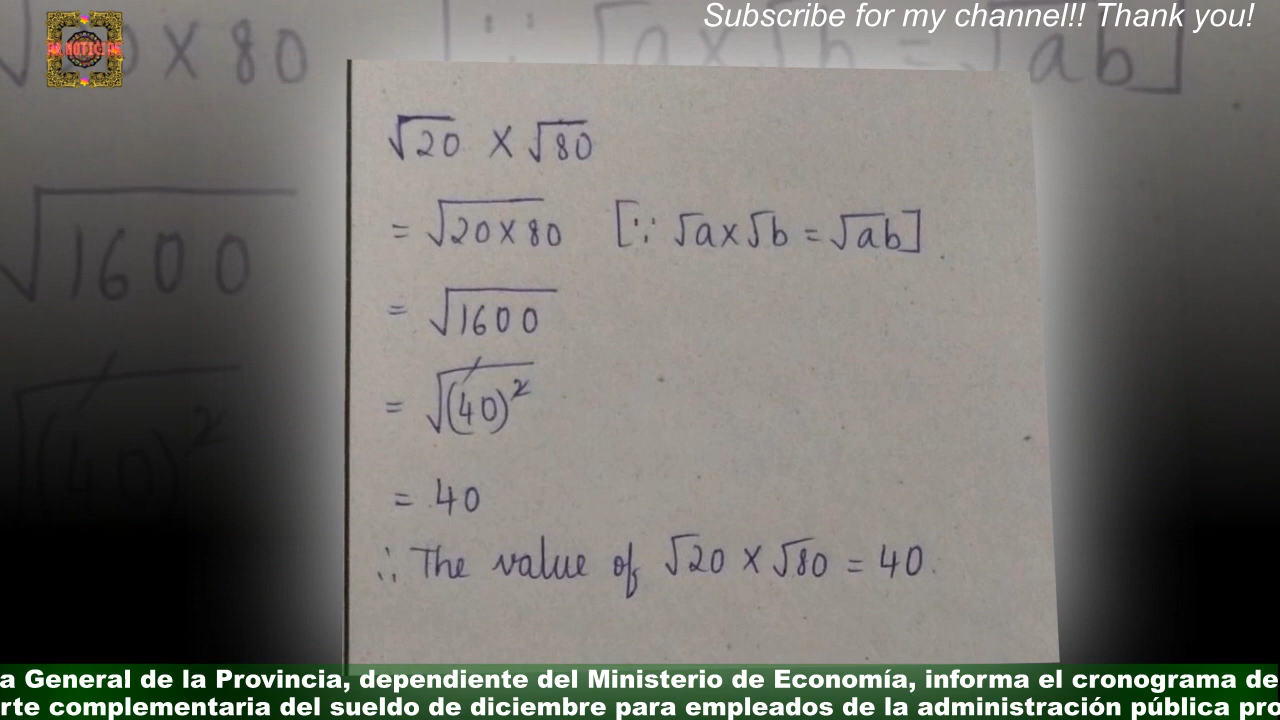 Subscribe for my channel!! Thank you!
√20 × √80
= √20×80 [∵ √a×√b = √ab]
= √1600
= √(40)²
= 40
∴ The value of √20 × √80 = 40.
a General de la Provincia, dependiente del Ministerio de Economía, informa el cronograma de
rte complementaria del sueldo de diciembre para empleados de la administración pública pro